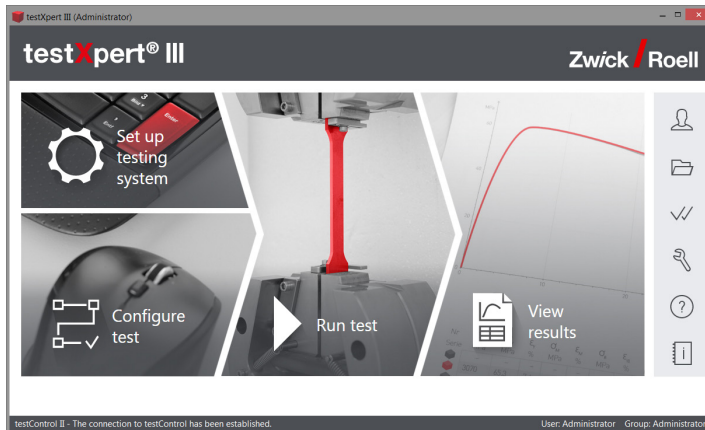 testXpert III (Administrator)
testXpert® III
Zwick / Roell
Enter
Set up
testing
system
Configure
test
Run test
View
results
testControl II - The connection to testControl has been established.
User: Administrator Group: Administrator